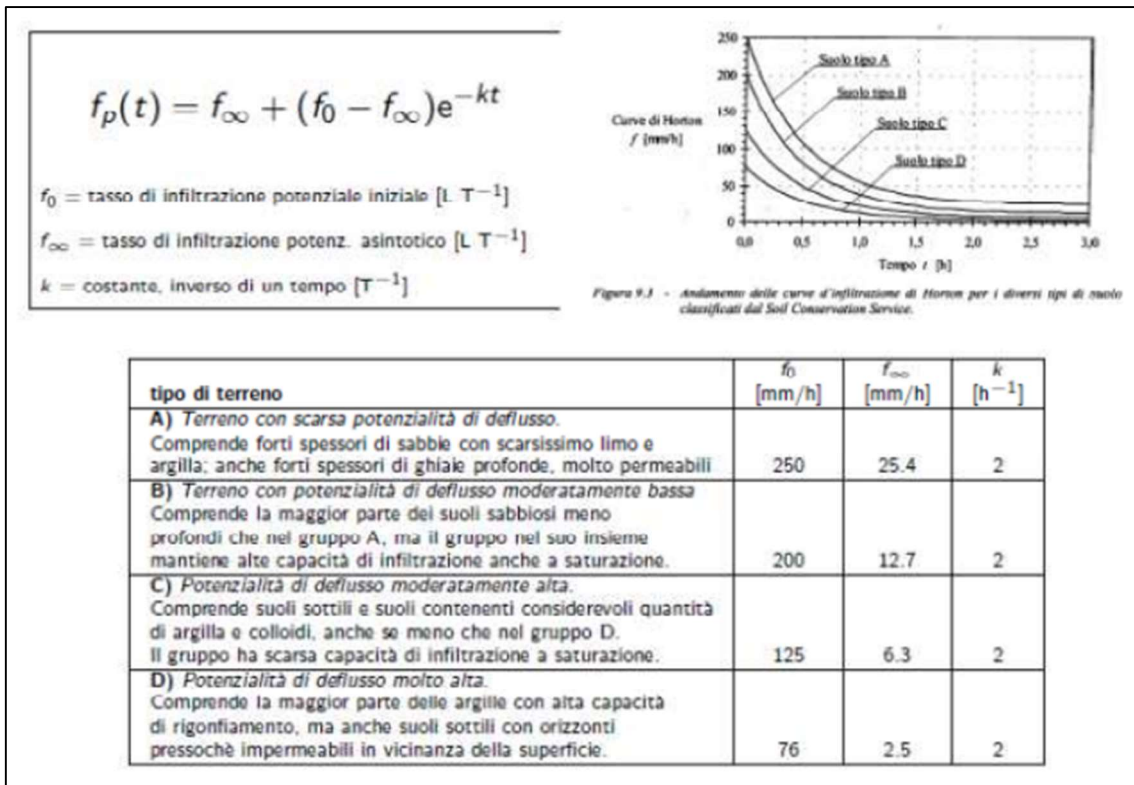 fₚ(t) = f∞ + (f₀ − f∞)e⁻ᵏᵗ
f₀ = tasso di infiltrazione potenziale iniziale [L T⁻¹]
f∞ = tasso di infiltrazione potenz. asintotico [L T⁻¹]
k = costante, inverso di un tempo [T⁻¹]
Curve di Horton
f [mm/h]
250
200
150
100
50
0
Suolo tipo A
Suolo tipo B
Suolo tipo C
Suolo tipo D
0,0 0,5 1,0 1,5 2,0 2,5 3,0
Tempo t [h]
Figura 9.3 - Andamento delle curve d'infiltrazione di Horton per i diversi tipi di suolo
classificati dal Soil Conservation Service.
tipo di terreno f₀ [mm/h] f∞ [mm/h] k [h⁻¹]
A) Terreno con scarsa potenzialità di deflusso.
Comprende forti spessori di sabbie con scarsissimo limo e
argilla; anche forti spessori di ghiaie profonde, molto permeabili 250 25.4 2
B) Terreno con potenzialità di deflusso moderatamente bassa
Comprende la maggior parte dei suoli sabbiosi meno
profondi che nel gruppo A, ma il gruppo nel suo insieme
mantiene alte capacità di infiltrazione anche a saturazione. 200 12.7 2
C) Potenzialità di deflusso moderatamente alta.
Comprende suoli sottili e suoli contenenti considerevoli quantità
di argilla e colloidi, anche se meno che nel gruppo D.
Il gruppo ha scarsa capacità di infiltrazione a saturazione. 125 6.3 2
D) Potenzialità di deflusso molto alta.
Comprende la maggior parte delle argille con alta capacità
di rigonfiamento, ma anche suoli sottili con orizzonti
pressochè impermeabili in vicinanza della superficie. 76 2.5 2